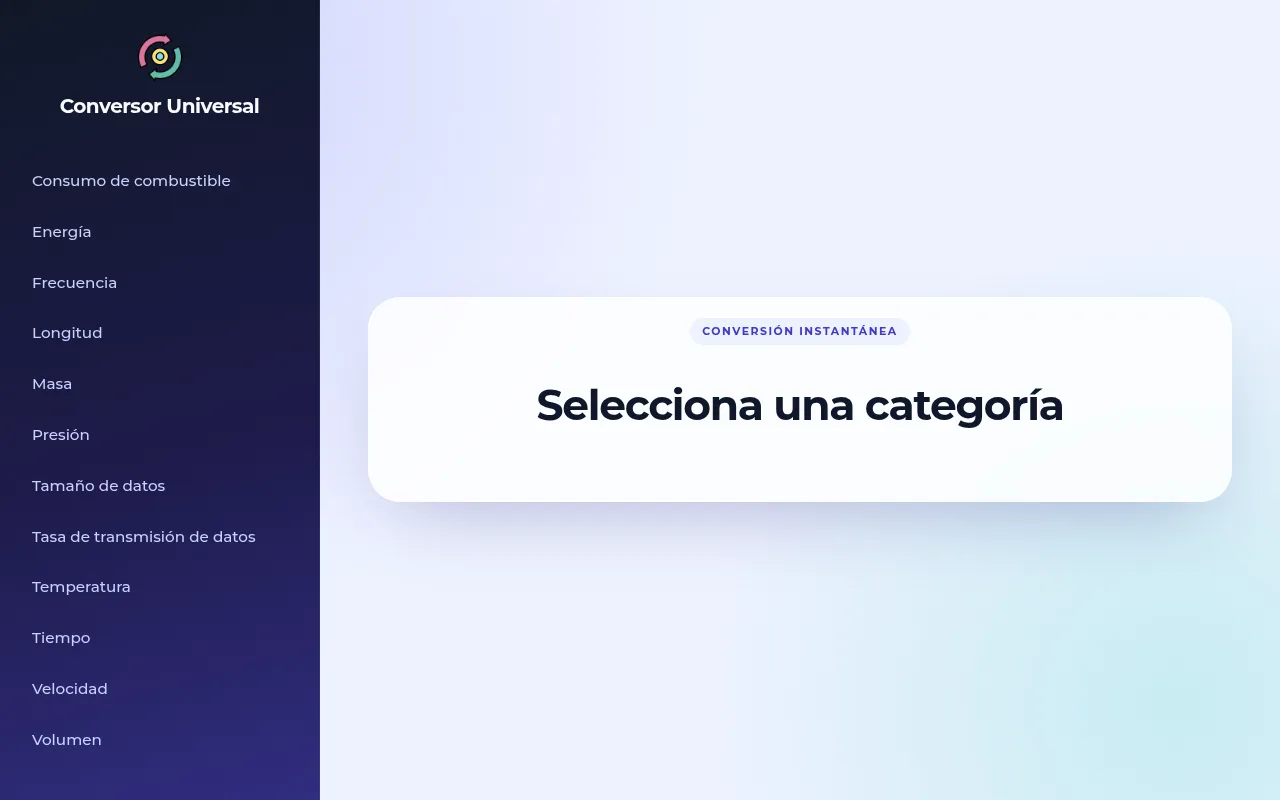 Conversor Universal
Consumo de combustible
Energía
Frecuencia
Longitud
Masa
Presión
Tamaño de datos
Tasa de transmisión de datos
Temperatura
Tiempo
Velocidad
Volumen
CONVERSIÓN INSTANTÁNEA
Selecciona una categoría